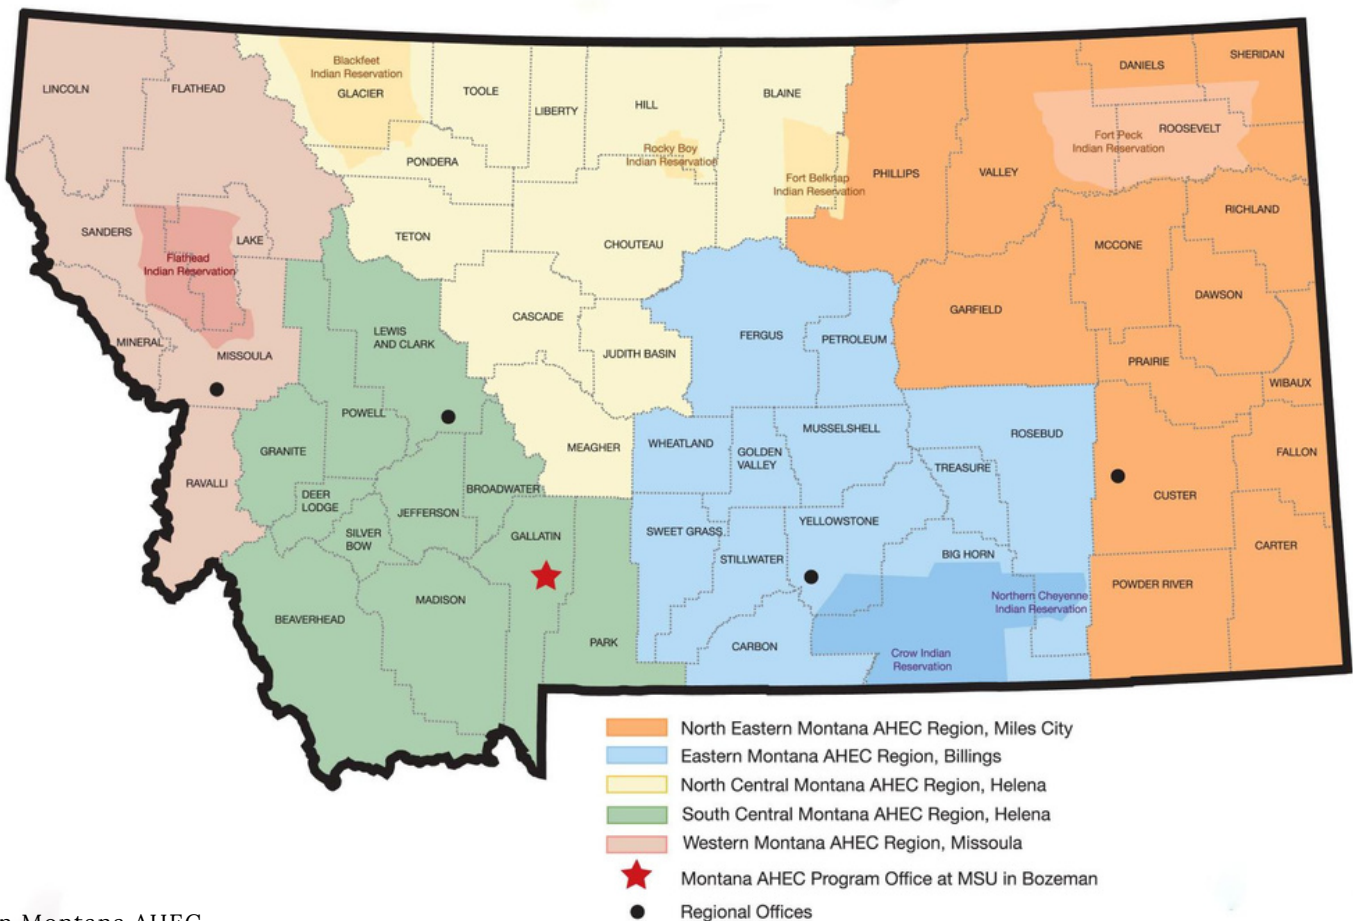 SHERIDAN
DANIELS
Blackfeet
Indian Reservation
LINCOLN
FLATHEAD
GLACIER
TOOLE
LIBERTY
HILL
BLAINE
Fort Peck
Indian Reservation
ROOSEVELT
Rocky Boy
Indian Reservation
PONDERA
Fort Belknap
Indian Reservation
PHILLIPS
VALLEY
RICHLAND
SANDERS
LAKE
TETON
CHOUTEAU
MCCONE
Flathead
Indian Reservation
DAWSON
GARFIELD
CASCADE
LEWIS
AND CLARK
FERGUS
PETROLEUM
MINERAL
MISSOULA
JUDITH BASIN
PRAIRIE
WIBAUX
POWELL
MUSSELSHELL
ROSEBUD
GRANITE
MEAGHER
WHEATLAND
GOLDEN
VALLEY
FALLON
TREASURE
RAVALLI
DEER
LODGE
BROADWATER
CUSTER
JEFFERSON
SILVER
BOW
GALLATIN
SWEET GRASS
YELLOWSTONE
STILLWATER
BIG HORN
CARTER
POWDER RIVER
MADISON
BEAVERHEAD
Northern Cheyenne
Indian Reservation
PARK
CARBON
Crow Indian
Reservation
North Eastern Montana AHEC Region, Miles City
Eastern Montana AHEC Region, Billings
North Central Montana AHEC Region, Helena
South Central Montana AHEC Region, Helena
Western Montana AHEC Region, Missoula
Montana AHEC Program Office at MSU in Bozeman
Regional Offices
n Montana AHEC